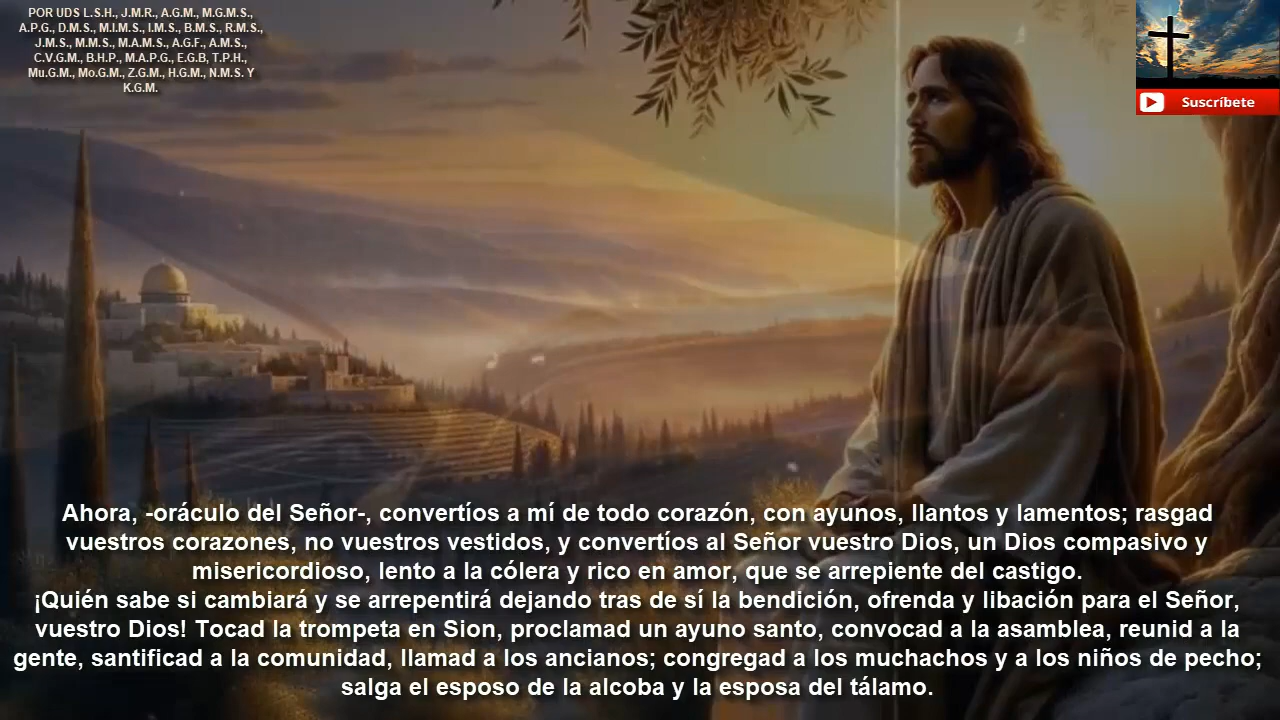 POR UDS L.S.H., J.M.R., A.G.M., M.G.M.S.,
A.P.G., D.M.S., M.I.M.S., I.M.S., B.M.S., R.M.S.,
J.M.S., M.M.S., M.A.M.S., A.G.F., A.M.S.,
C.V.G.M., B.H.P., M.A.P.G., E.G.B, T.P.H.,
Mu.G.M., Mo.G.M., Z.G.M., H.G.M., N.M.S. Y
K.G.M.
Suscríbete
Ahora, -oráculo del Señor-, convertíos a mí de todo corazón, con ayunos, llantos y lamentos; rasgad
vuestros corazones, no vuestros vestidos, y convertíos al Señor vuestro Dios, un Dios compasivo y
misericordioso, lento a la cólera y rico en amor, que se arrepiente del castigo.
¡Quién sabe si cambiará y se arrepentirá dejando tras de sí la bendición, ofrenda y libación para el Señor,
vuestro Dios! Tocad la trompeta en Sion, proclamad un ayuno santo, convocad a la asamblea, reunid a la
gente, santificad a la comunidad, llamad a los ancianos; congregad a los muchachos y a los niños de pecho;
salga el esposo de la alcoba y la esposa del tálamo.